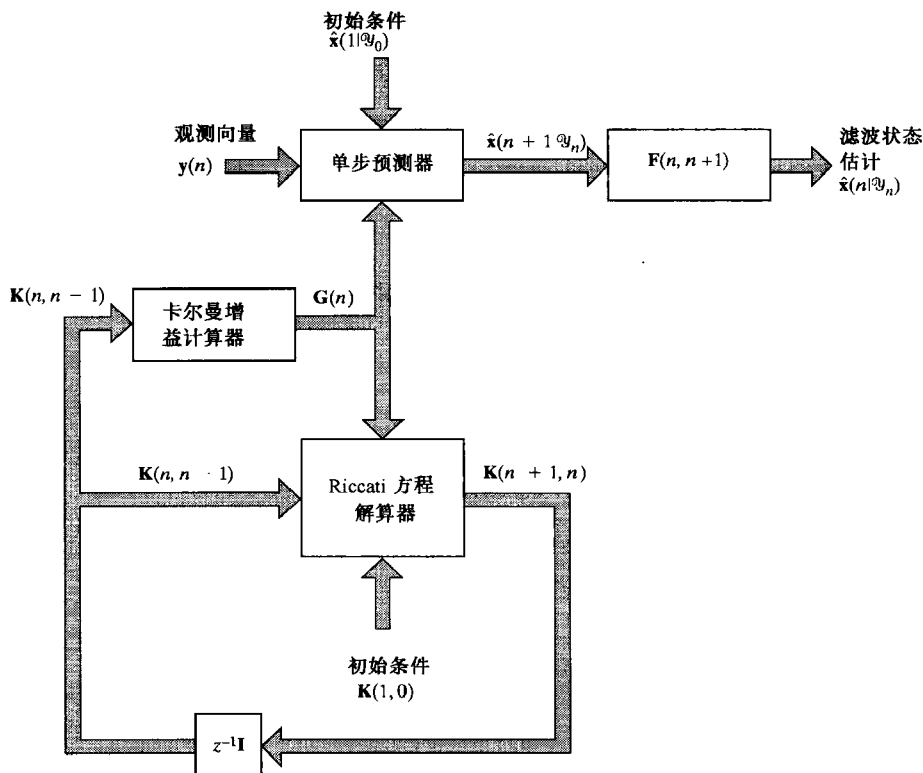 初始条件
x̂(1|𝒴₀)
观测向量
y(n)
单步预测器
x̂(n + 1 𝒴ₙ)
F(n, n+1)
滤波状态
估计
x̂(n|𝒴ₙ)
K(n, n − 1)
卡尔曼增
益计算器
G(n)
K(n, n 1)
Riccati 方程
解算器
K(n + 1, n)
初始条件
K(1,0)
z⁻¹I